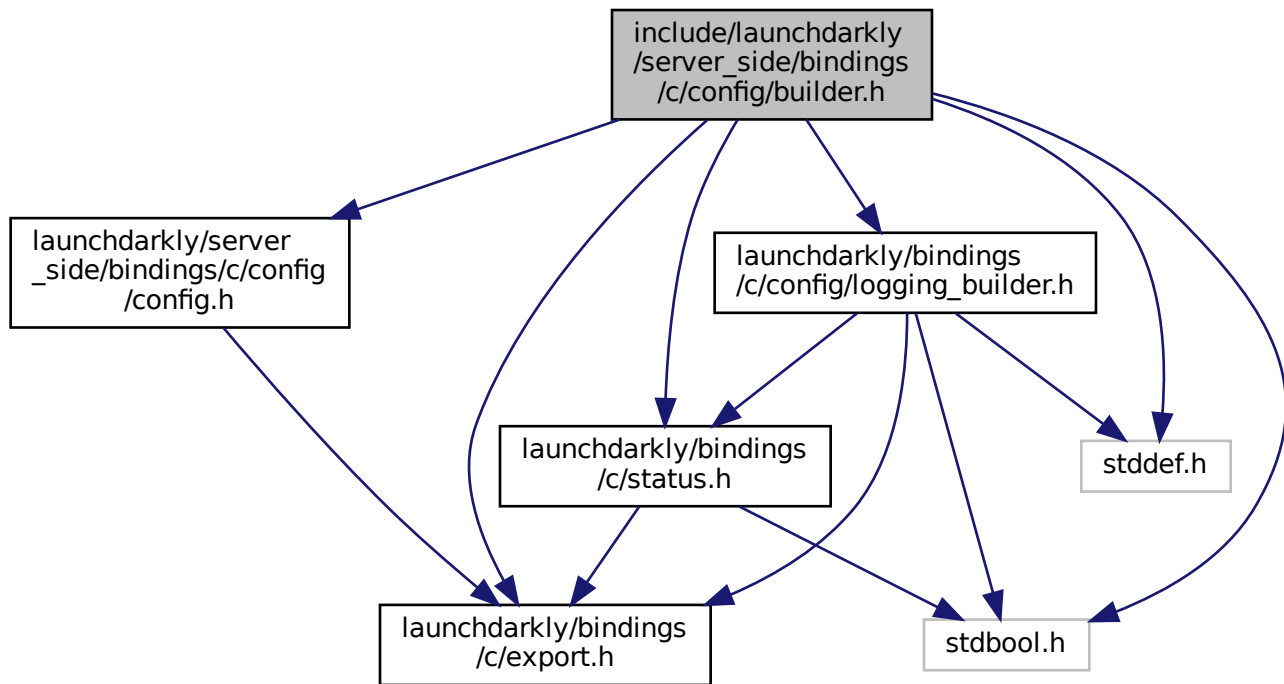 include/launchdarkly
/server_side/bindings
/c/config/builder.h
launchdarkly/server
_side/bindings/c/config
/config.h
launchdarkly/bindings
/c/config/logging_builder.h
launchdarkly/bindings
/c/status.h
stddef.h
launchdarkly/bindings
/c/export.h
stdbool.h